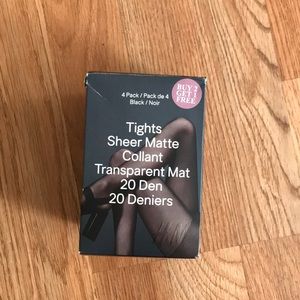 4 Pack / Pack de 4
Black / Noir
BUY 2
GET 1
FREE
Tights
Sheer Matte
Collant
Transparent Mat
20 Den
20 Deniers